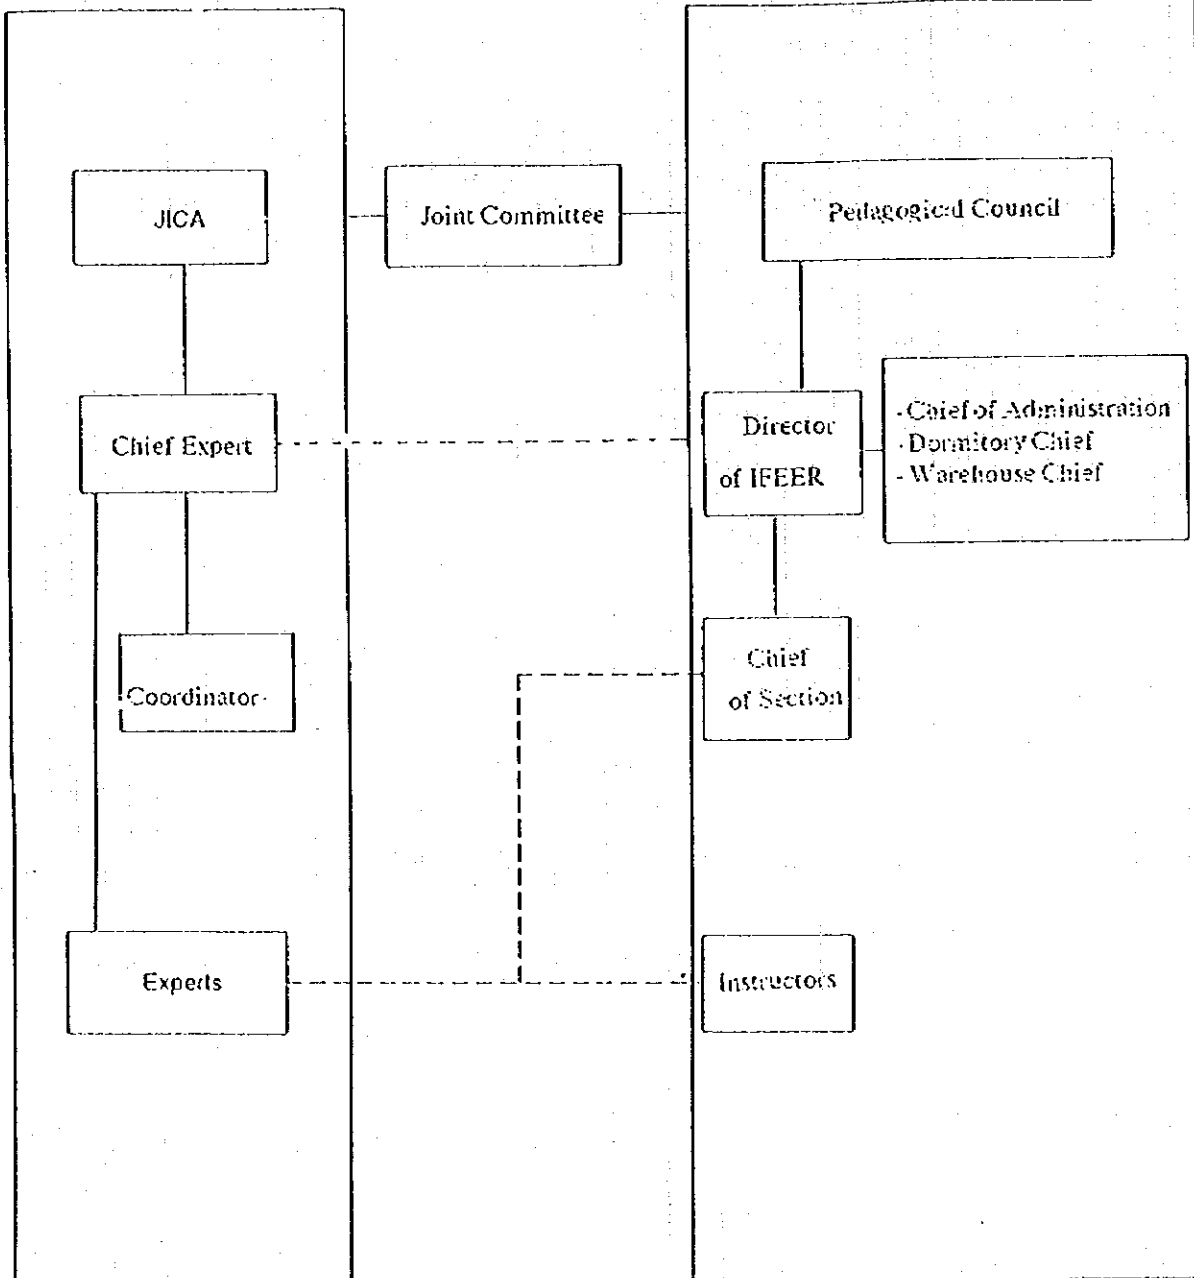 JICA
Joint Committee
Pedagogical Council
Chief Expert
Director
of IFEER
- Chief of Administration
- Dormitory Chief
- Warehouse Chief
Coordinator
Chief
of Section
Experts
Instructors